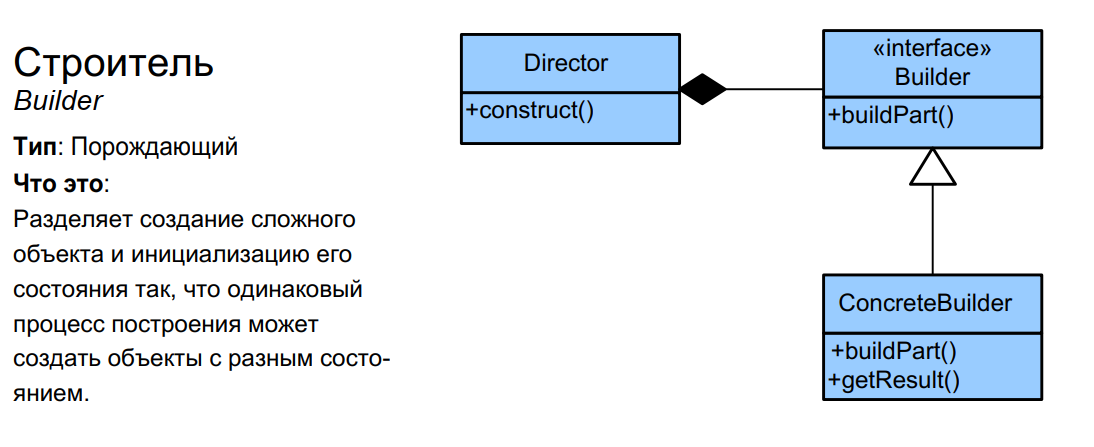 Строитель
Builder
Тип: Порождающий
Что это:
Разделяет создание сложного
объекта и инициализацию его
состояния так, что одинаковый
процесс построения может
создать объекты с разным состо-
янием.
Director
+construct()
«interface»
Builder
+buildPart()
ConcreteBuilder
+buildPart()
+getResult()